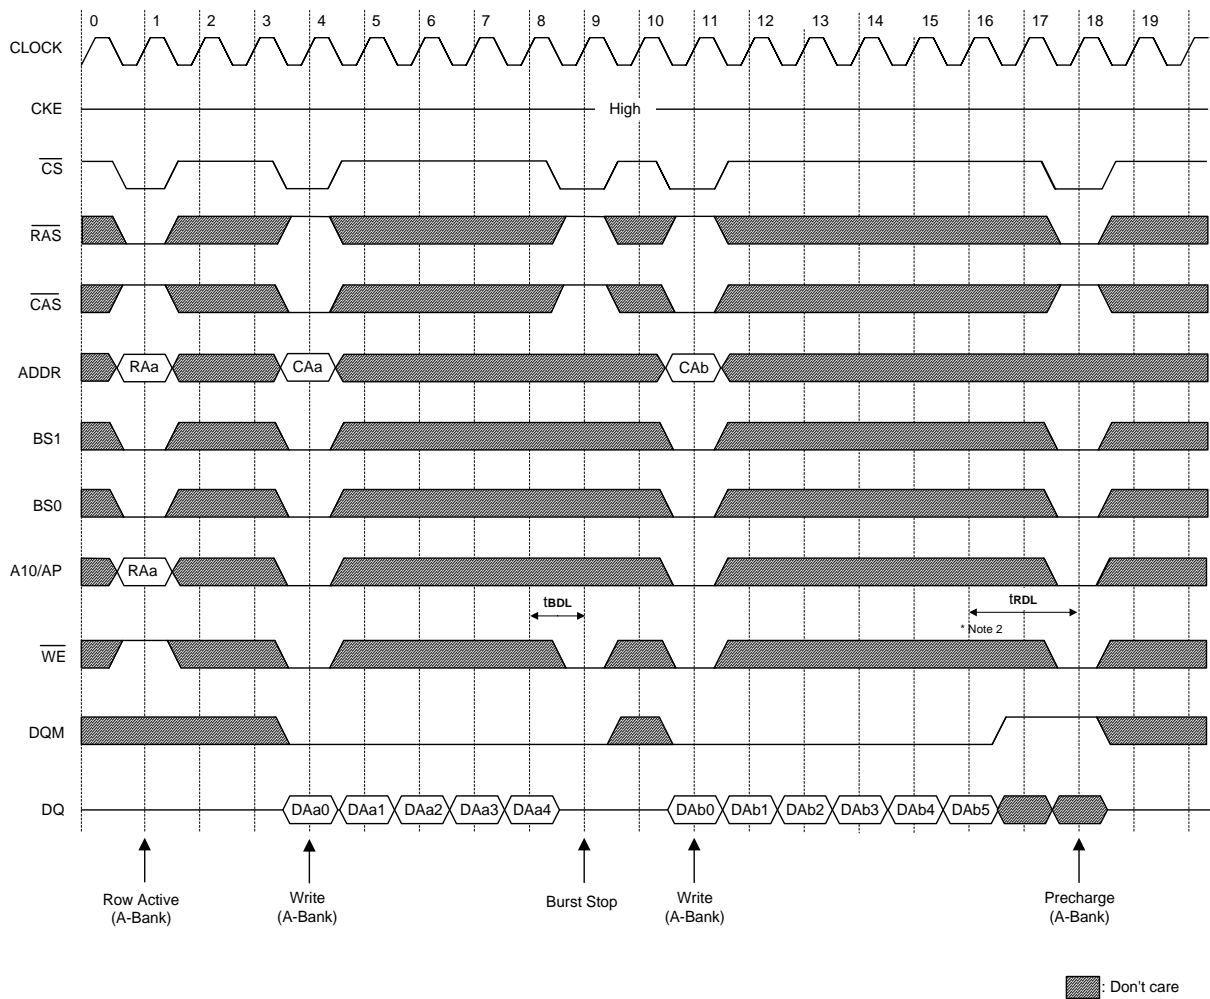 0 1 2 3 4 5 6 7 8 9 10 11 12 13 14 15 16 17 18 19
CLOCK
CKE High
CS
RAS
CAS
ADDR RAa CAa CAb
BS1
BS0
A10/AP RAa
tBDL tRDL
* Note 2
WE
DQM
DQ DAa0 DAa1 DAa2 DAa3 DAa4 DAb0 DAb1 DAb2 DAb3 DAb4 DAb5
Row Active
(A-Bank)
Write
(A-Bank)
Burst Stop
Write
(A-Bank)
Precharge
(A-Bank)
: Don't care